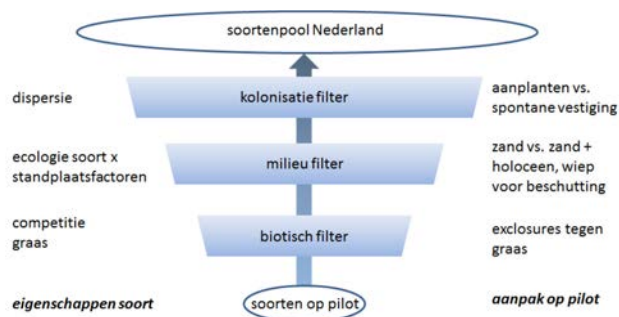 soortenpool Nederland
dispersie
kolonisatie filter
aanplanten vs.
spontane vestiging
ecologie soort x
standplaatsfactoren
milieu filter
zand vs. zand +
holoceen, wiep
voor beschutting
competitie
graas
biotisch filter
exclosures tegen
graas
eigenschappen soort
soorten op pilot
aanpak op pilot